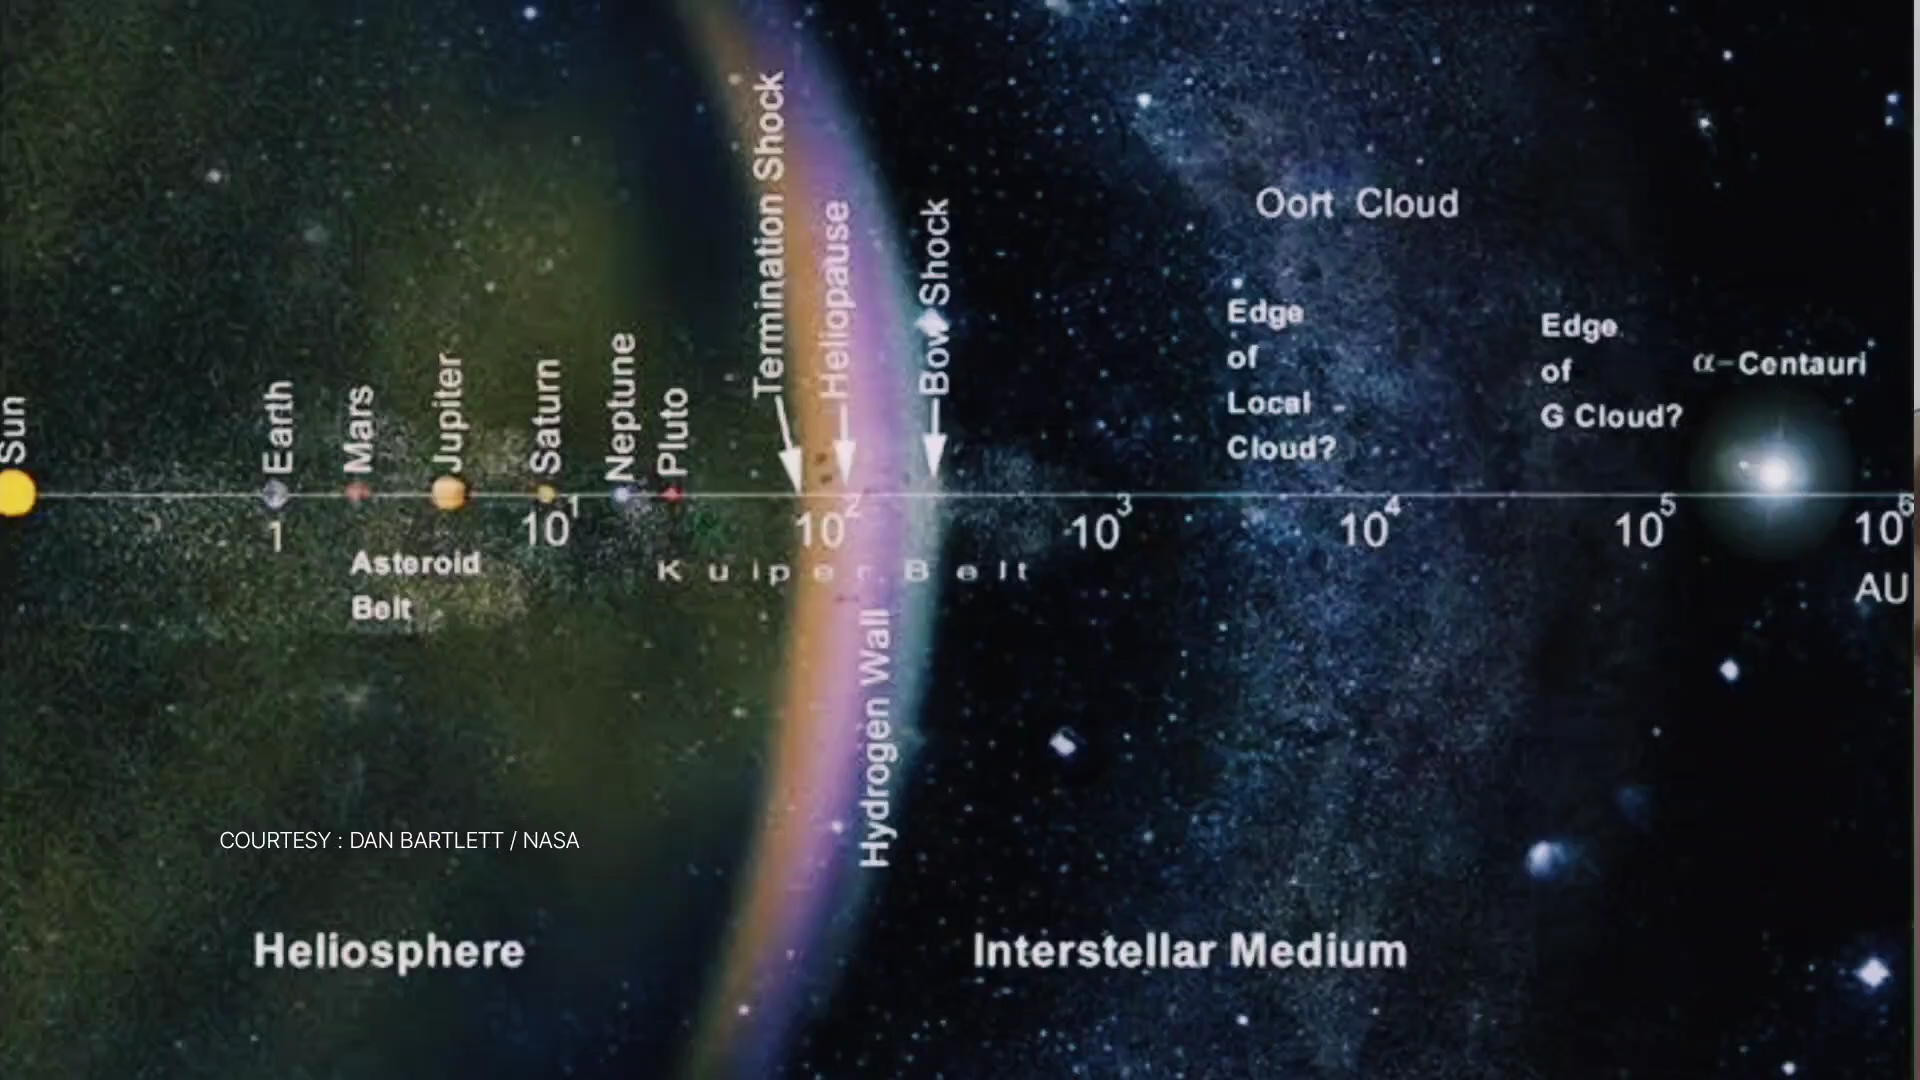 Termination Shock
Heliopause
Bow Shock
Oort Cloud
Edge
of
Local
Cloud?
Edge
of
G Cloud?
α-Centauri
Sun
Earth
Mars
Jupiter
Saturn
Neptune
Pluto
1
10¹
10²
10³
10⁴
10⁵
10⁶
AU
Asteroid
Belt
Kuiper Belt
Hydrogen Wall
COURTESY : DAN BARTLETT / NASA
Heliosphere
Interstellar Medium